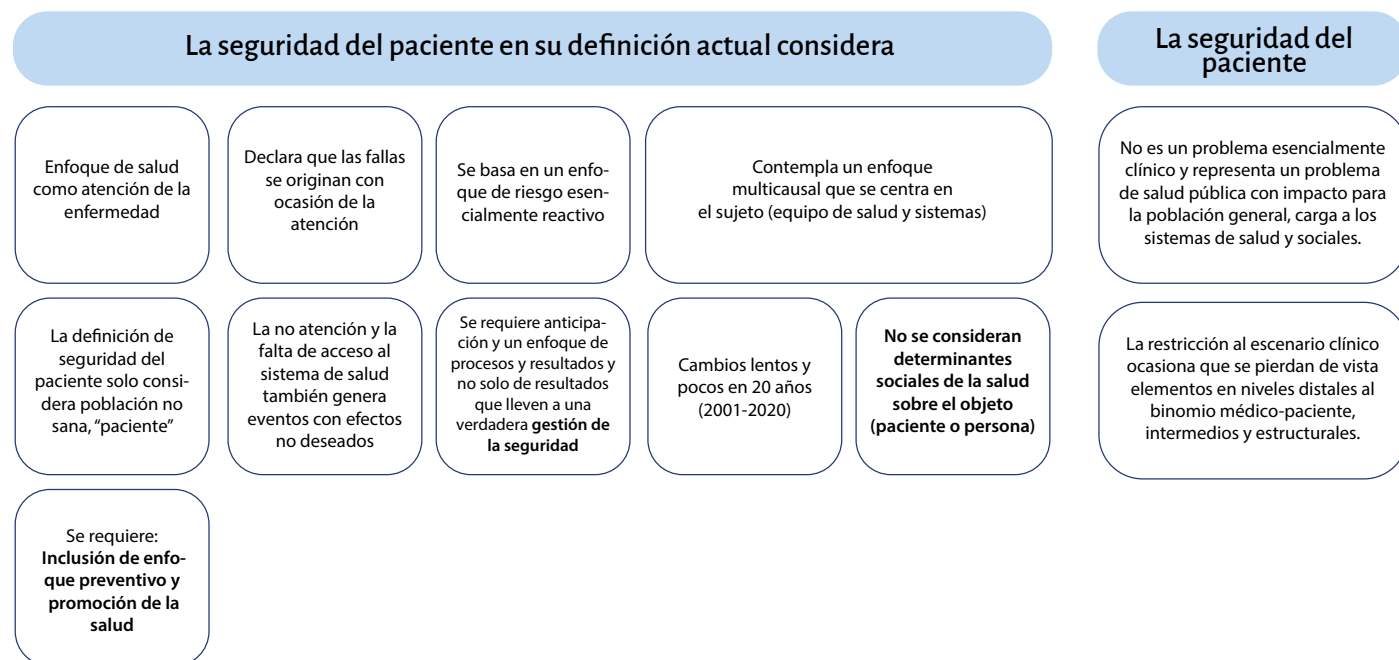 La seguridad del paciente en su definición actual considera
La seguridad del
paciente
Enfoque de salud
como atención de la
enfermedad
Declara que las fallas
se originan con
ocasión de la
atención
Se basa en un enfo-
que de riesgo esen-
cialmente reactivo
Contempla un enfoque
multicausal que se centra en
el sujeto (equipo de salud y sistemas)
No es un problema esencialmente
clínico y representa un problema
de salud pública con impacto para
la población general, carga a los
sistemas de salud y sociales.
La definición de
seguridad del
paciente solo consi-
dera población no
sana, “paciente”
La no atención y la
falta de acceso al
sistema de salud
también genera
eventos con efectos
no deseados
Se requiere anticipa-
ción y un enfoque de
procesos y resultados y
no solo de resultados
que lleven a una
verdadera gestión de
la seguridad
Cambios lentos y
pocos en 20 años
(2001-2020)
No se consideran
determinantes
sociales de la salud
sobre el objeto
(paciente o persona)
La restricción al escenario clínico
ocasiona que se pierdan de vista
elementos en niveles distales al
binomio médico-paciente,
intermedios y estructurales.
Se requiere:
Inclusión de enfo-
que preventivo y
promoción de la
salud